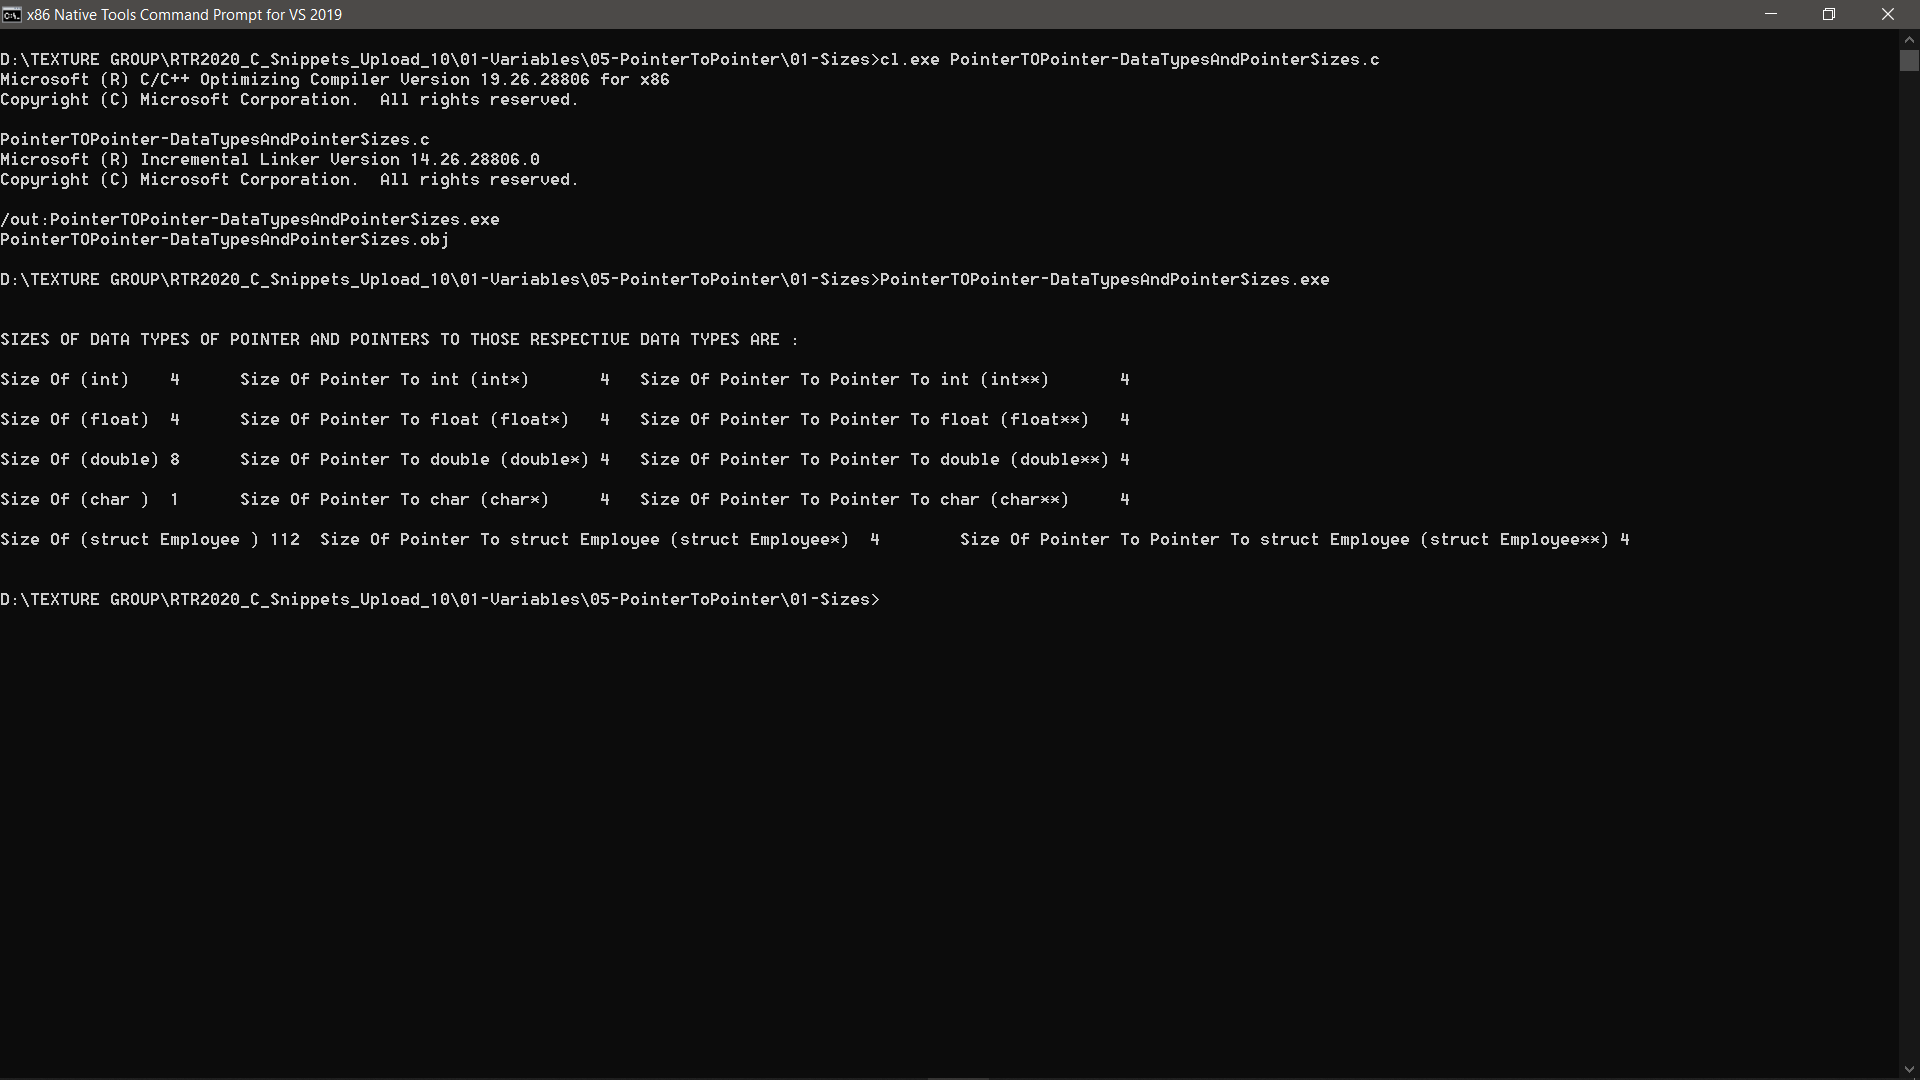 x86 Native Tools Command Prompt for VS 2019
D:\TEXTURE GROUP\RTR2020_C_Snippets_Upload_10\01-Variables\05-PointerToPointer\01-Sizes>cl.exe PointerTOPointer-DataTypesAndPointerSizes.c
Microsoft (R) C/C++ Optimizing Compiler Version 19.26.28806 for x86
Copyright (C) Microsoft Corporation.  All rights reserved.
PointerTOPointer-DataTypesAndPointerSizes.c
Microsoft (R) Incremental Linker Version 14.26.28806.0
Copyright (C) Microsoft Corporation.  All rights reserved.
/out:PointerTOPointer-DataTypesAndPointerSizes.exe
PointerTOPointer-DataTypesAndPointerSizes.obj
D:\TEXTURE GROUP\RTR2020_C_Snippets_Upload_10\01-Variables\05-PointerToPointer\01-Sizes>PointerTOPointer-DataTypesAndPointerSizes.exe
SIZES OF DATA TYPES OF POINTER AND POINTERS TO THOSE RESPECTIVE DATA TYPES ARE :
Size Of (int)    4      Size Of Pointer To int (int*)       4   Size Of Pointer To Pointer To int (int**)       4
Size Of (float)  4      Size Of Pointer To float (float*)   4   Size Of Pointer To Pointer To float (float**)   4
Size Of (double) 8      Size Of Pointer To double (double*) 4   Size Of Pointer To Pointer To double (double**) 4
Size Of (char )  1      Size Of Pointer To char (char*)     4   Size Of Pointer To Pointer To char (char**)     4
Size Of (struct Employee ) 112  Size Of Pointer To struct Employee (struct Employee*)  4        Size Of Pointer To Pointer To struct Employee (struct Employee**) 4
D:\TEXTURE GROUP\RTR2020_C_Snippets_Upload_10\01-Variables\05-PointerToPointer\01-Sizes>